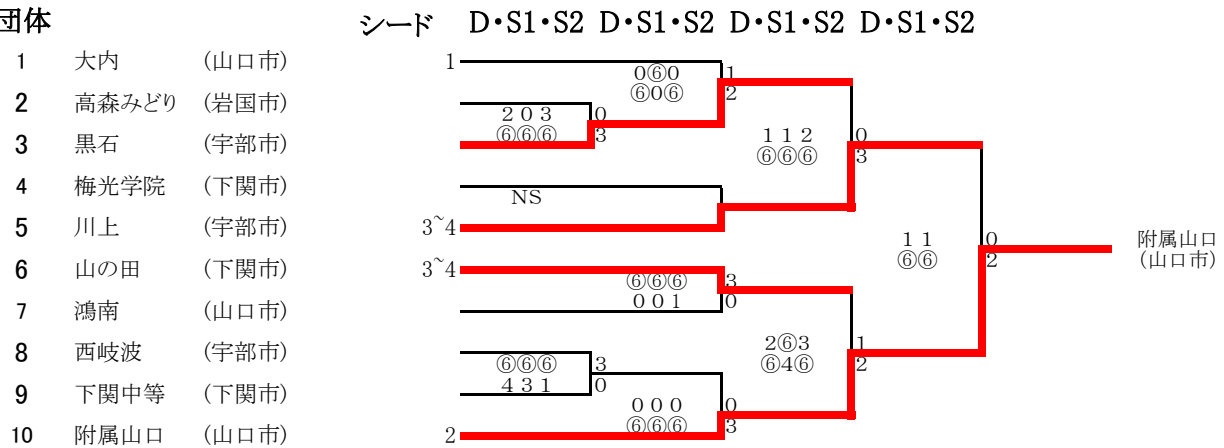 団体 シード D・S1・S2 D・S1・S2 D・S1・S2 D・S1・S2
1 大内 (山口市) 1
0⑥0 1
⑥0⑥ 2
2 高森みどり (岩国市)
2 0 3 0
⑥⑥⑥ 3
3 黒石 (宇部市)
1 1 2 0
⑥⑥⑥ 3
4 梅光学院 (下関市)
NS
5 川上 (宇部市) 3~4
1 1 0
⑥⑥ 2
附属山口
(山口市)
6 山の田 (下関市) 3~4
⑥⑥⑥ 3
0 0 1 0
7 鴻南 (山口市)
2⑥3 1
⑥4⑥ 2
8 西岐波 (宇部市)
⑥⑥⑥ 3
4 3 1 0
9 下関中等 (下関市)
0 0 0 0
⑥⑥⑥ 3
10 附属山口 (山口市) 2